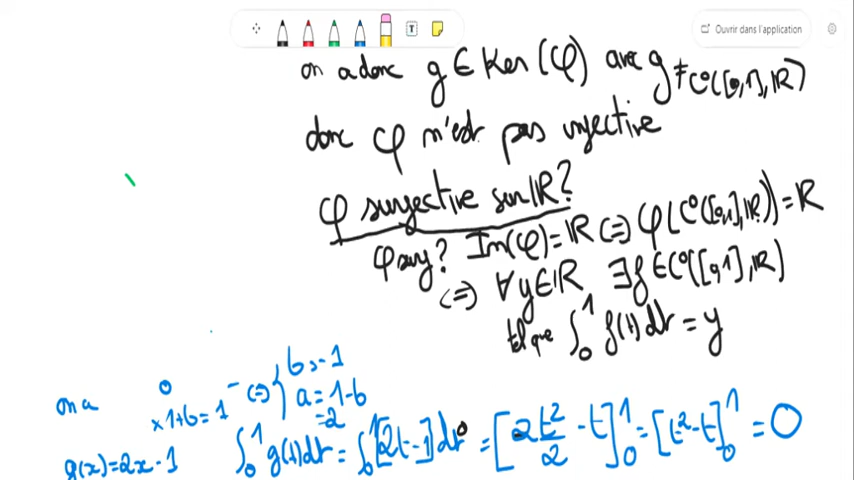 Ouvrir dans l'application
on a donc g ∈ Ker(φ) avec g ≠ C⁰([0,1],ℝ)
donc φ n'est pas injective
φ surjective sur ℝ?
φ surj? Im(φ)=ℝ ⇔ φ(C⁰([0,1],ℝ))=ℝ
⇔ ∀y∈ℝ ∃f∈C⁰([0,1],ℝ)
tel que ∫₀¹ f(t)dt = y
on a 0 ×1+b=1 ⇔ { b=-1
a=1-b
=2
g(x)=2x-1 ∫₀¹ g(t)dt = ∫₀¹ [2t-1]dt = [2t²/2 - t]₀¹ = [t²-t]₀¹ = 0